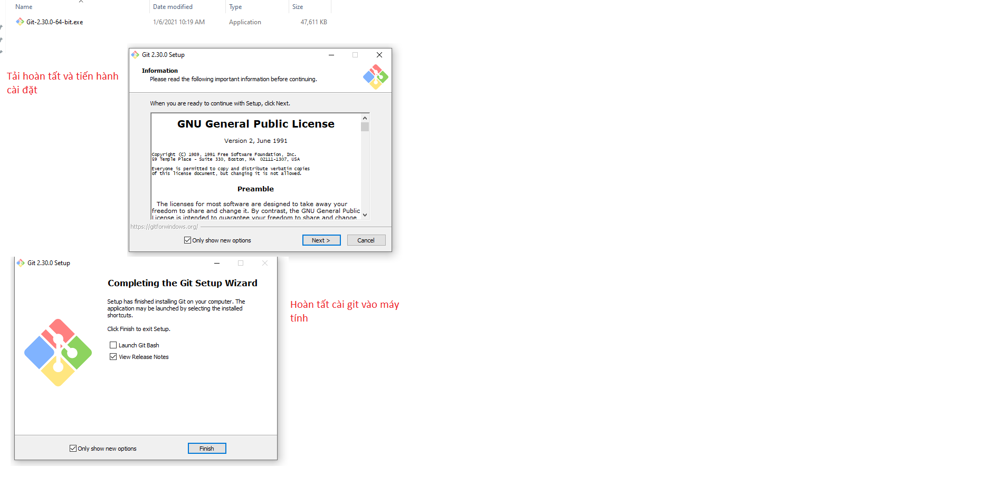 Name Date modified Type Size
Git-2.30.0-64-bit.exe 1/6/2021 10:19 AM Application 47,611 KB
Git 2.30.0 Setup
Information
Please read the following important information before continuing.
Tải hoàn tất và tiến hành
cài đặt
When you are ready to continue with Setup, click Next.
GNU General Public License
Version 2, June 1991
Copyright (C) 1989, 1991 Free Software Foundation, Inc.
59 Temple Place - Suite 330, Boston, MA  02111-1307, USA
Everyone is permitted to copy and distribute verbatim copies
of this license document, but changing it is not allowed.
Preamble
The licenses for most software are designed to take away your
freedom to share and change it. By contrast, the GNU General Public
License is intended to guarantee your freedom to share and change
https://gitforwindows.org/
Only show new options Next > Cancel
Git 2.30.0 Setup
Completing the Git Setup Wizard
Setup has finished installing Git on your computer. The
application may be launched by selecting the installed
shortcuts.
Click Finish to exit Setup.
Launch Git Bash
View Release Notes
Only show new options Finish
Hoàn tất cài git vào máy
tính